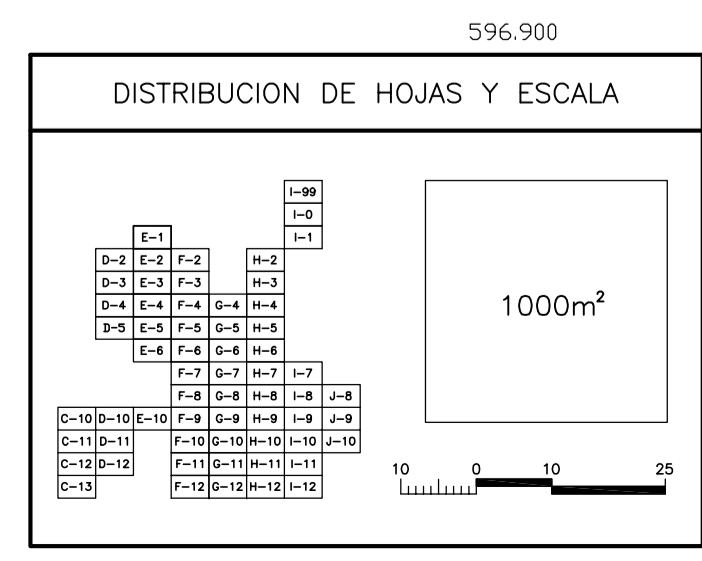 596.900
DISTRIBUCION DE HOJAS Y ESCALA
I-99
I-0
E-1 I-1
D-2 E-2 F-2 H-2
D-3 E-3 F-3 H-3
D-4 E-4 F-4 G-4 H-4
D-5 E-5 F-5 G-5 H-5
E-6 F-6 G-6 H-6
F-7 G-7 H-7 I-7
F-8 G-8 H-8 I-8 J-8
C-10 D-10 E-10 F-9 G-9 H-9 I-9 J-9
C-11 D-11 F-10 G-10 H-10 I-10 J-10
C-12 D-12 F-11 G-11 H-11 I-11
C-13 F-12 G-12 H-12 I-12
1000m²
10 0 10 25